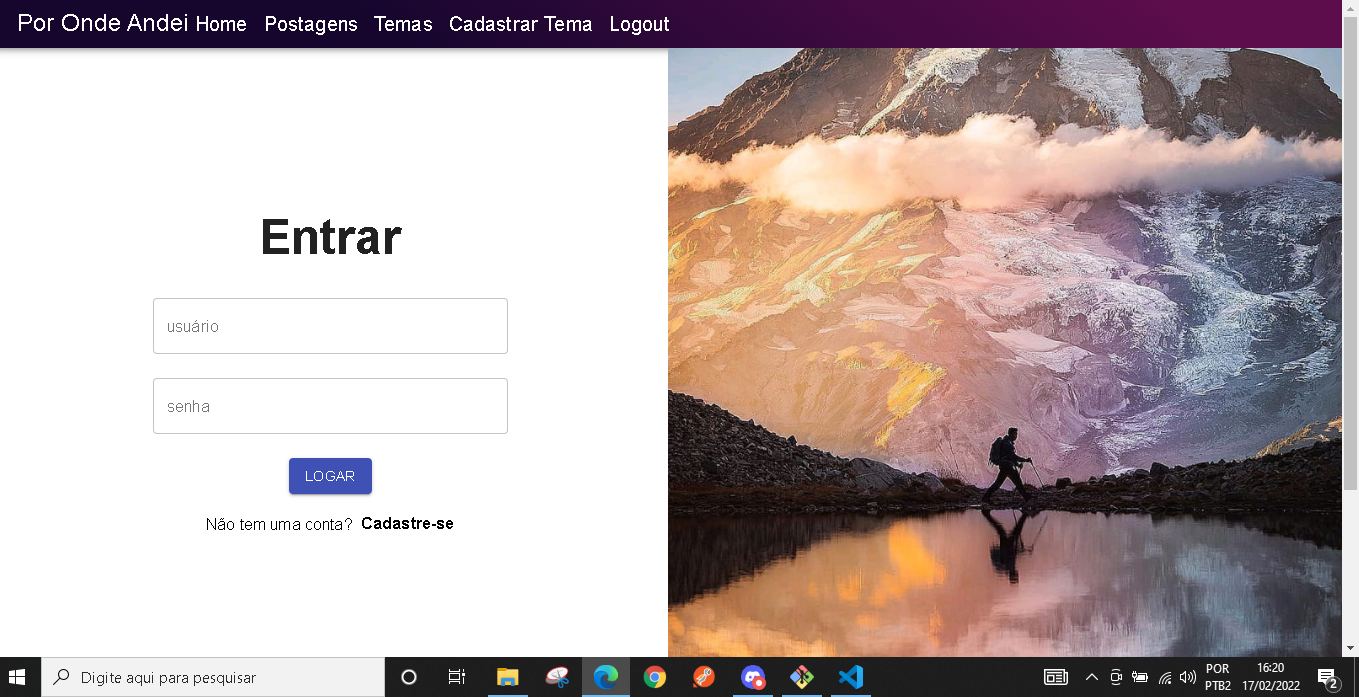 Por Onde Andei Home Postagens Temas Cadastrar Tema Logout
Entrar
usuário
senha
LOGAR
Não tem uma conta? Cadastre-se
Digite aqui para pesquisar
POR
PTB2
16:20
17/02/2022
2